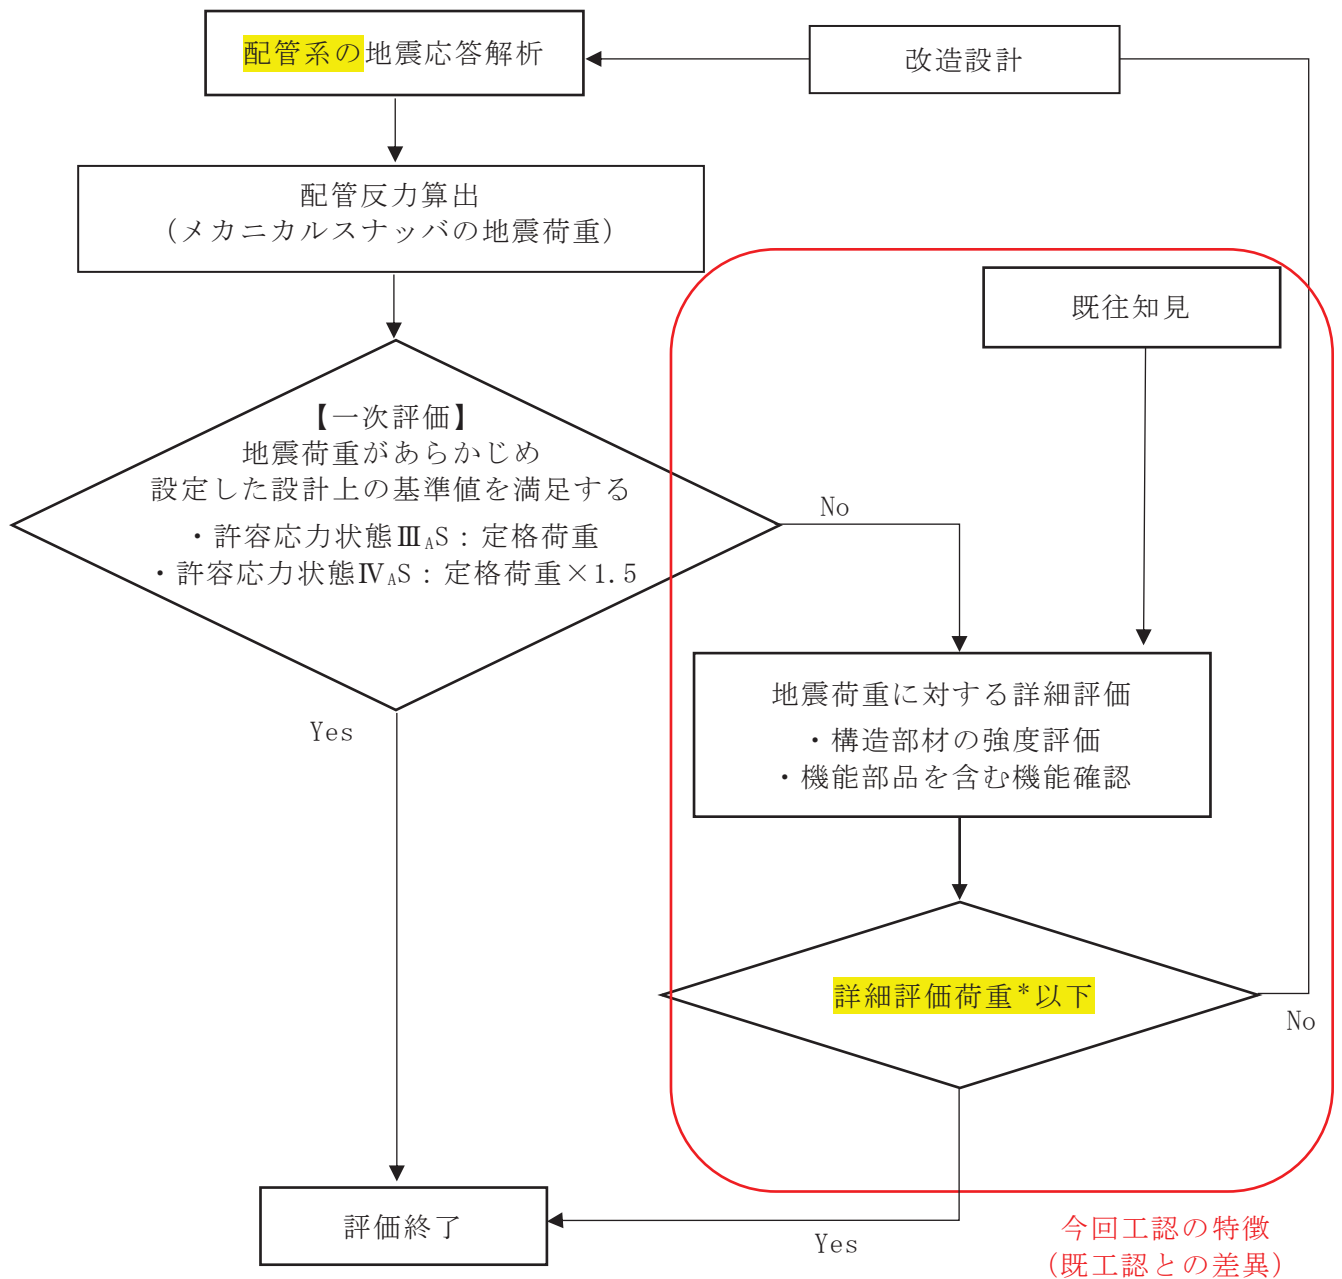 配管系の地震応答解析
改造設計
配管反力算出
(メカニカルスナッバの地震荷重)
既往知見
【一次評価】
地震荷重があらかじめ
設定した設計上の基準値を満足する
・許容応力状態ⅢAS：定格荷重
・許容応力状態ⅣAS：定格荷重×1.5
No
Yes
地震荷重に対する詳細評価
・構造部材の強度評価
・機能部品を含む機能確認
詳細評価荷重*以下
No
Yes
評価終了
今回工認の特徴
(既工認との差異)